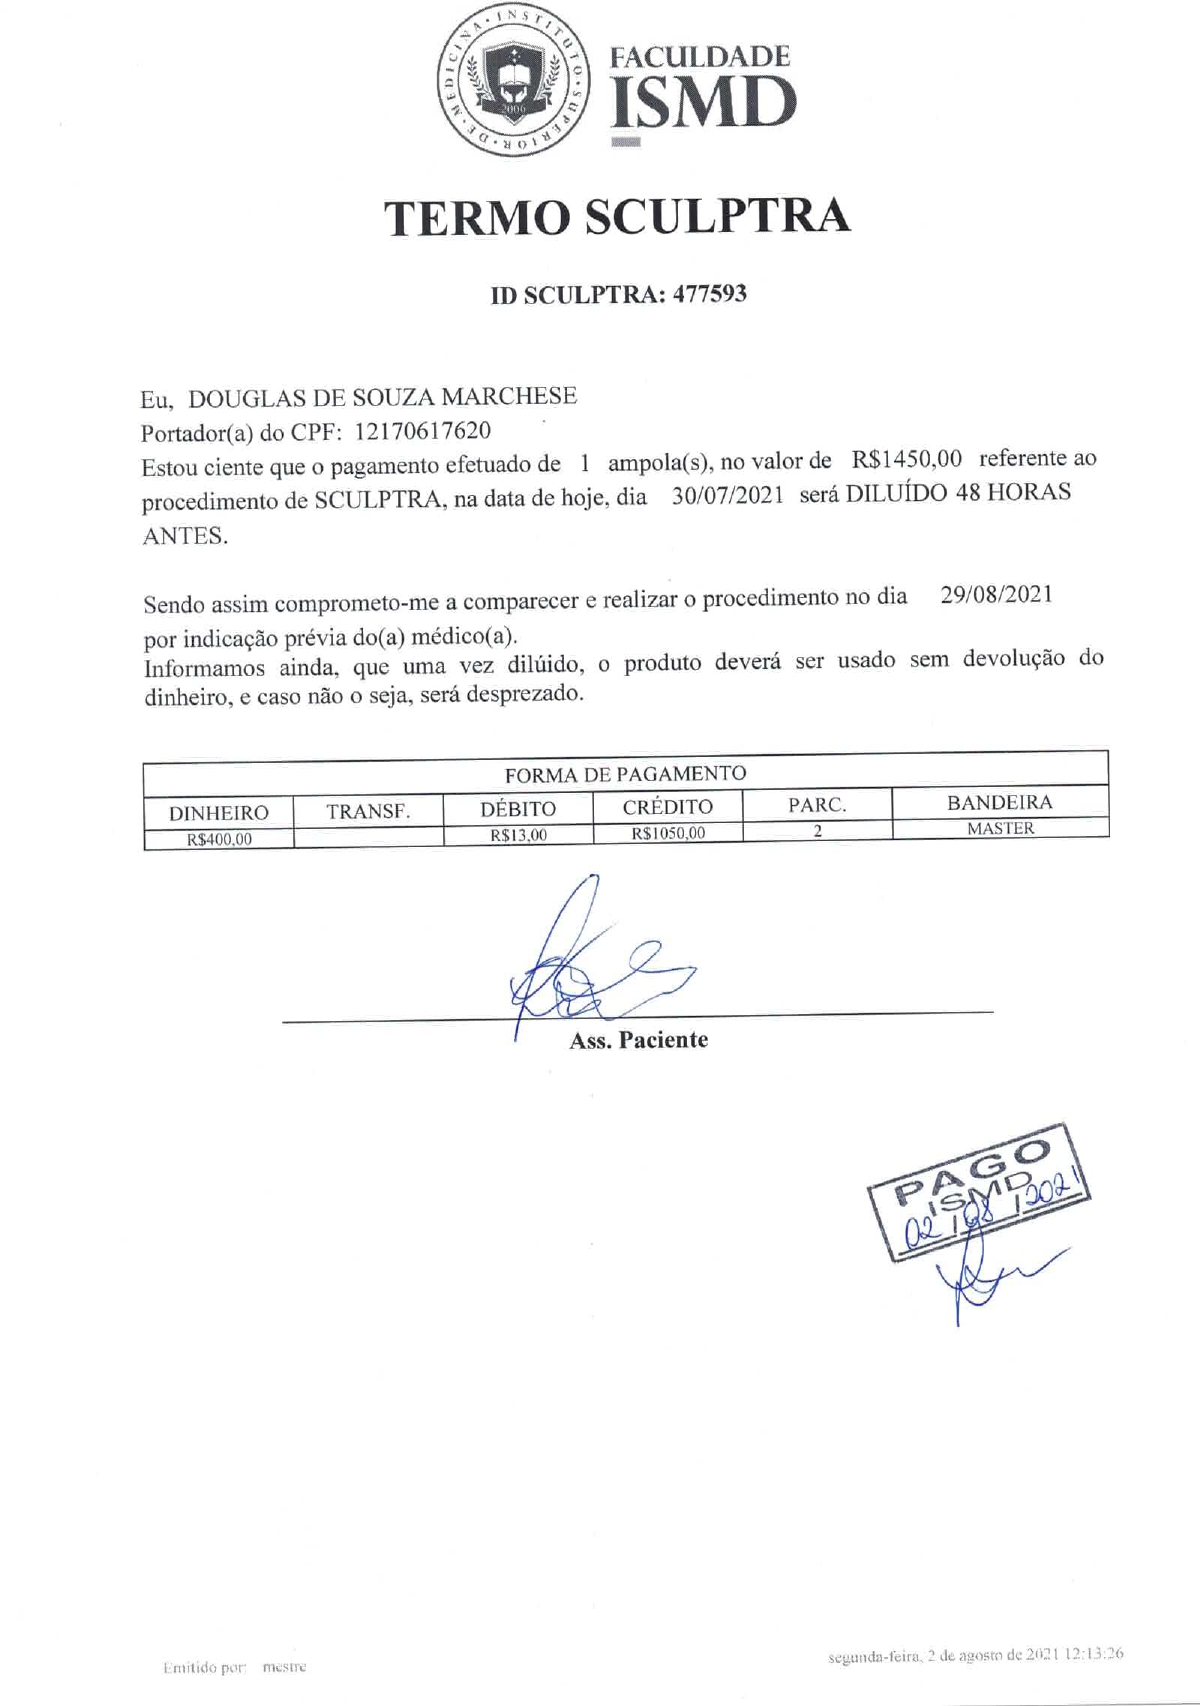 INSTITUTO · SUPERIOR · DE · MEDICINA
2006
FACULDADE
ISMD
TERMO SCULPTRA
ID SCULPTRA: 477593
Eu, DOUGLAS DE SOUZA MARCHESE
Portador(a) do CPF: 12170617620
Estou ciente que o pagamento efetuado de 1 ampola(s), no valor de R$1450,00 referente ao
procedimento de SCULPTRA, na data de hoje, dia 30/07/2021 será DILUÍDO 48 HORAS
ANTES.
Sendo assim comprometo-me a comparecer e realizar o procedimento no dia 29/08/2021
por indicação prévia do(a) médico(a).
Informamos ainda, que uma vez dilúido, o produto deverá ser usado sem devolução do
dinheiro, e caso não o seja, será desprezado.
FORMA DE PAGAMENTO
DINHEIRO TRANSF. DÉBITO CRÉDITO PARC. BANDEIRA
R$400,00 R$13,00 R$1050,00 2 MASTER
Ass. Paciente
PAGO
ISMD
02/08/2021
Emitido por: mestre
segunda-feira, 2 de agosto de 2021 12:13:26